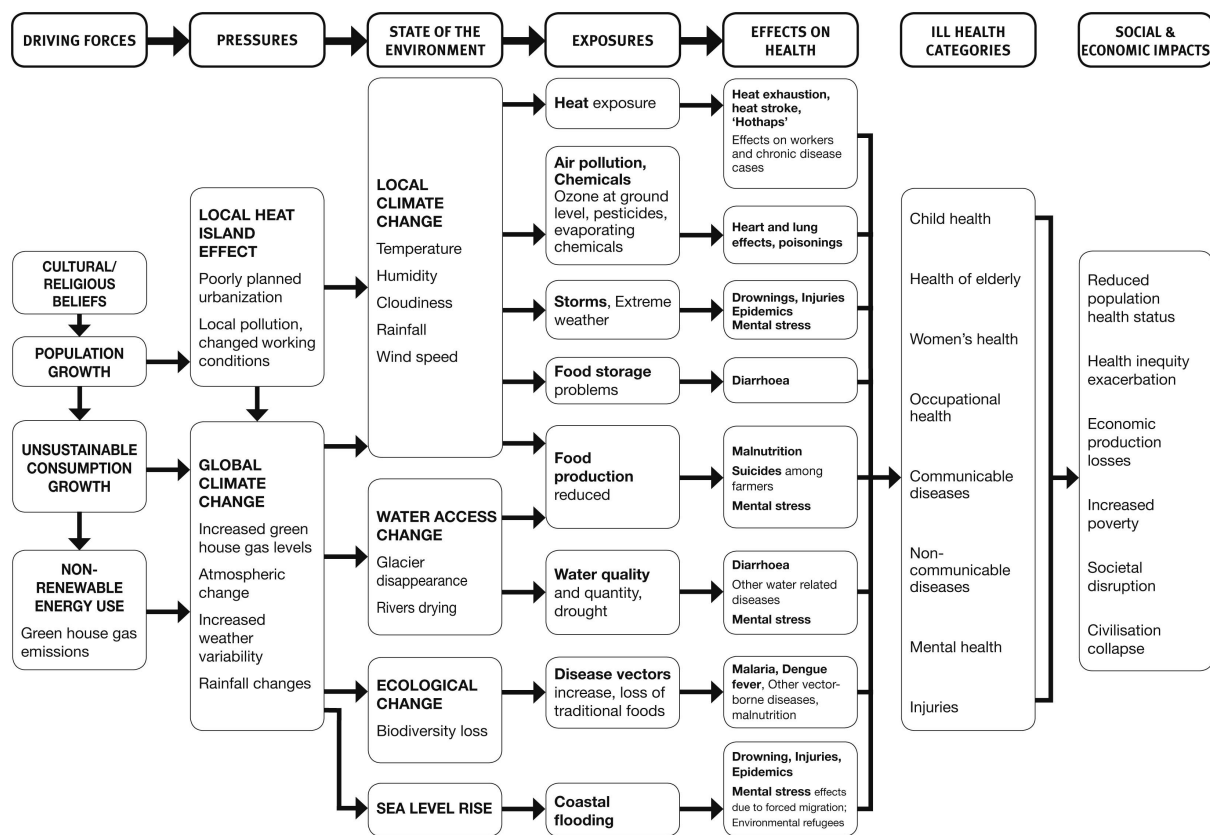 DRIVING FORCES
PRESSURES
STATE OF THE
ENVIRONMENT
EXPOSURES
EFFECTS ON
HEALTH
ILL HEALTH
CATEGORIES
SOCIAL &
ECONOMIC IMPACTS
CULTURAL/
RELIGIOUS
BELIEFS
POPULATION
GROWTH
UNSUSTAINABLE
CONSUMPTION
GROWTH
NON-
RENEWABLE
ENERGY USE
Green house gas
emissions
LOCAL HEAT
ISLAND
EFFECT
Poorly planned
urbanization
Local pollution,
changed working
conditions
GLOBAL
CLIMATE
CHANGE
Increased green
house gas levels
Atmospheric
change
Increased
weather
variability
Rainfall changes
LOCAL
CLIMATE
CHANGE
Temperature
Humidity
Cloudiness
Rainfall
Wind speed
WATER ACCESS
CHANGE
Glacier
disappearance
Rivers drying
ECOLOGICAL
CHANGE
Biodiversity loss
SEA LEVEL RISE
Heat exposure
Air pollution,
Chemicals
Ozone at ground
level, pesticides,
evaporating
chemicals
Storms, Extreme
weather
Food storage
problems
Food
production
reduced
Water quality
and quantity,
drought
Disease vectors
increase, loss of
traditional foods
Coastal
flooding
Heat exhaustion,
heat stroke,
‘Hothaps’
Effects on workers
and chronic disease
cases
Heart and lung
effects, poisonings
Drownings, Injuries
Epidemics
Mental stress
Diarrhoea
Malnutrition
Suicides among
farmers
Mental stress
Diarrhoea
Other water related
diseases
Mental stress
Malaria, Dengue
fever, Other vector-
borne diseases,
malnutrition
Drowning, Injuries,
Epidemics
Mental stress effects
due to forced migration;
Environmental refugees
Child health
Health of elderly
Women’s health
Occupational
health
Communicable
diseases
Non-
communicable
diseases
Mental health
Injuries
Reduced
population
health status
Health inequity
exacerbation
Economic
production
losses
Increased
poverty
Societal
disruption
Civilisation
collapse